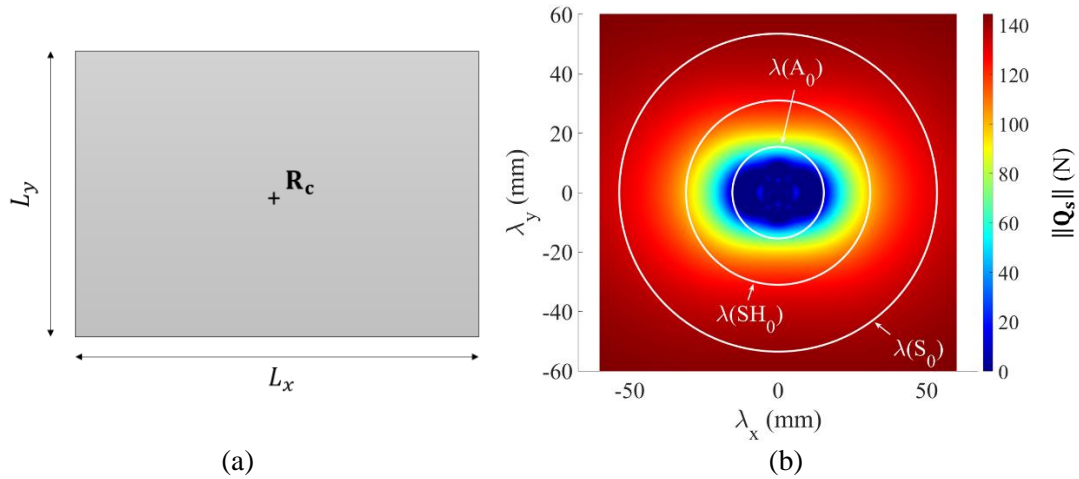 L_y
R_c
L_x
(a)
60
40
20
0
-20
-40
-60
λ_y (mm)
λ(A_0)
λ(SH_0)
λ(S_0)
-50
0
50
λ_x (mm)
140
120
100
80
60
40
20
0
||Q_s|| (N)
(b)